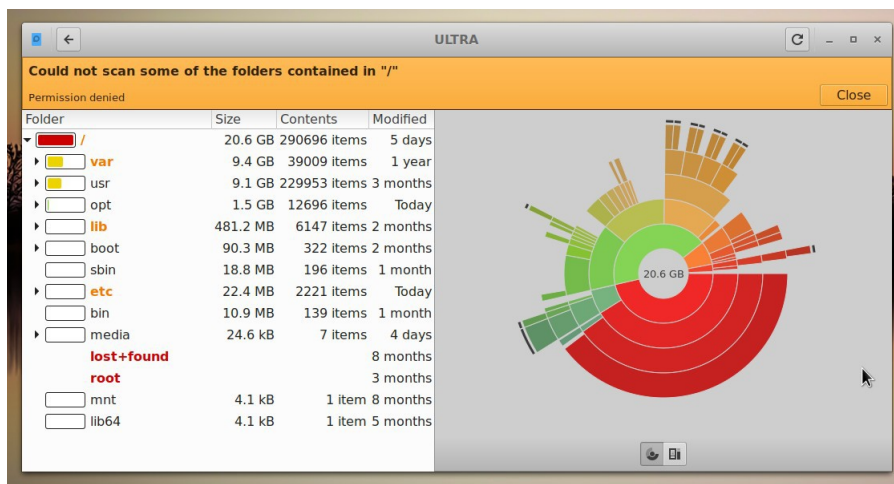 ULTRA
Could not scan some of the folders contained in "/"
Permission denied
Close
Folder Size Contents Modified
/ 20.6 GB 290696 items 5 days
var 9.4 GB 39009 items 1 year
usr 9.1 GB 229953 items 3 months
opt 1.5 GB 12696 items Today
lib 481.2 MB 6147 items 2 months
boot 90.3 MB 322 items 2 months
sbin 18.8 MB 196 items 1 month
etc 22.4 MB 2221 items Today
bin 10.9 MB 139 items 1 month
media 24.6 kB 7 items 4 days
lost+found 8 months
root 3 months
mnt 4.1 kB 1 item 8 months
lib64 4.1 kB 1 item 5 months
20.6 GB